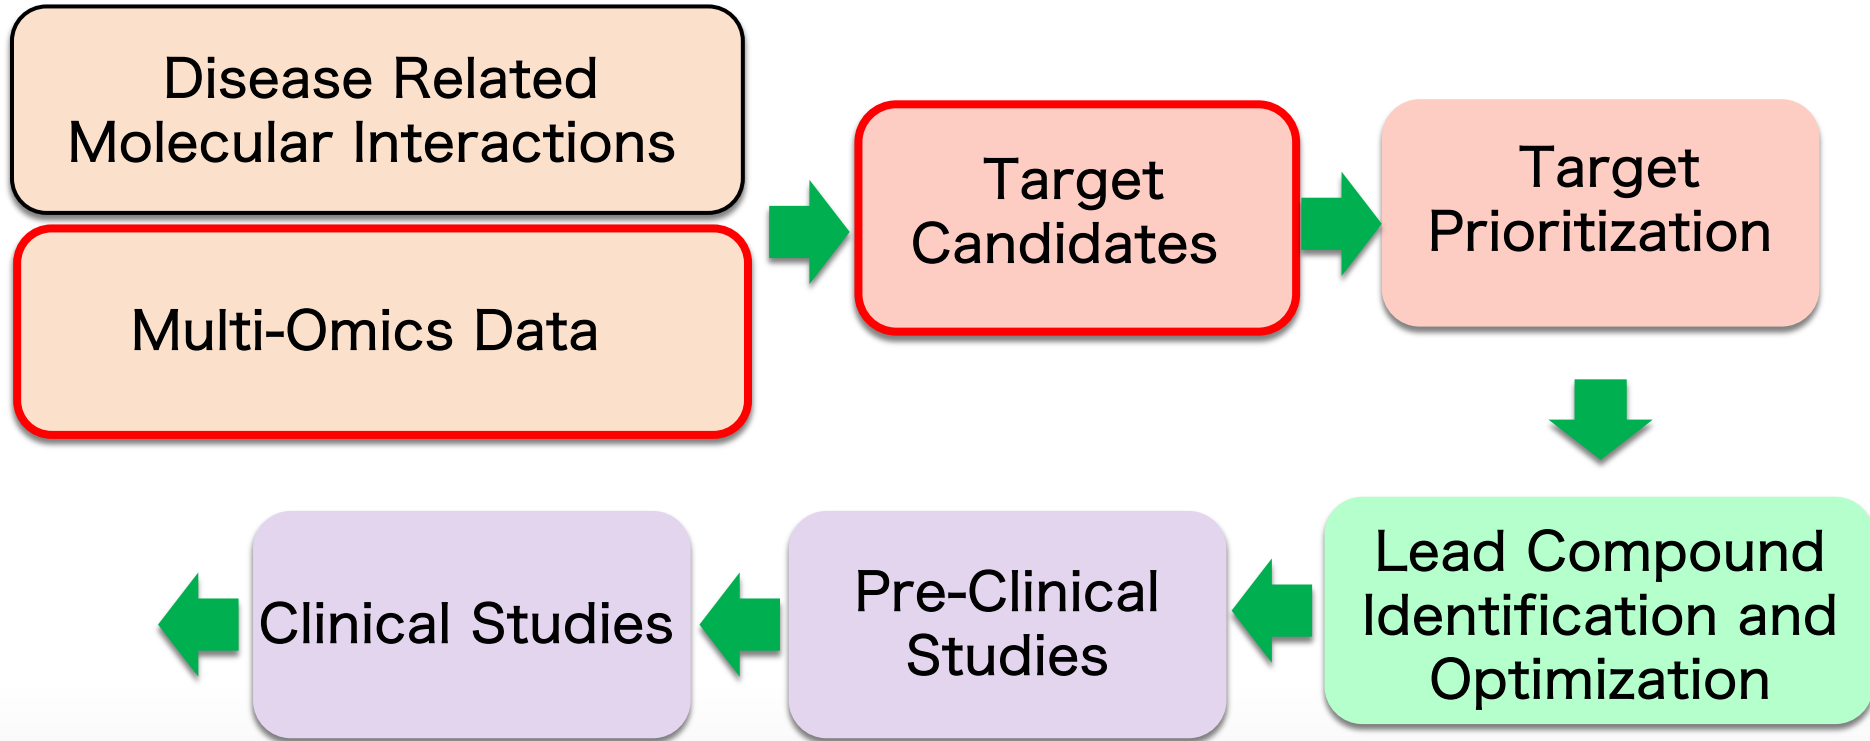 Disease Related
Molecular Interactions
Multi-Omics Data
Target
Candidates
Target
Prioritization
Lead Compound
Identification and
Optimization
Pre-Clinical
Studies
Clinical Studies